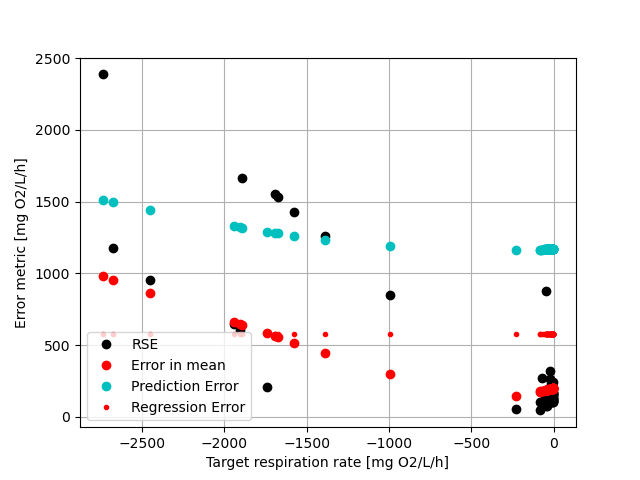 2500
2000
1500
1000
500
0
Error metric [mg O2/L/h]
RSE
Error in mean
Prediction Error
Regression Error
−2500 −2000 −1500 −1000 −500 0
Target respiration rate [mg O2/L/h]